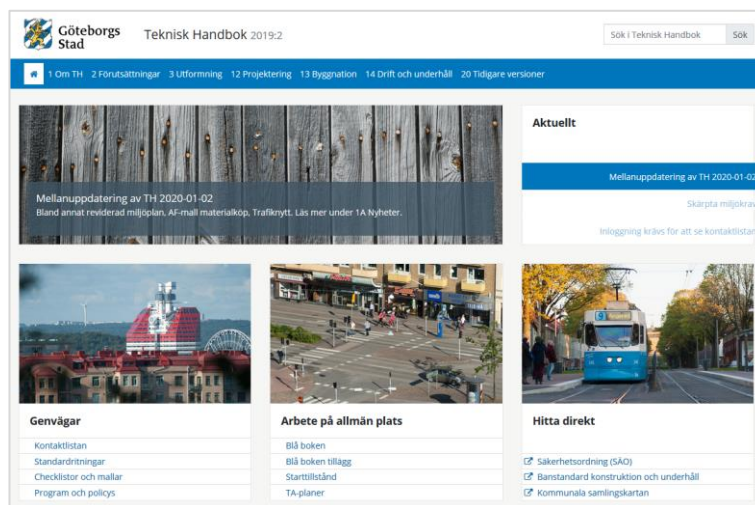 Göteborgs
Stad
Teknisk Handbok 2019:2
Sök i Teknisk Handbok
Sök
1 Om TH 2 Förutsättningar 3 Utformning 12 Projektering 13 Byggnation 14 Drift och underhåll 20 Tidigare versioner
Mellanuppdatering av TH 2020-01-02
Bland annat reviderad miljöplan, AF-mall materialköp, Trafiknytt. Läs mer under 1A Nyheter.
Aktuellt
Mellanuppdatering av TH 2020-01-02
Skärpta miljökrav
Inloggning krävs för att se kontaktlistan
Genvägar
Kontaktlistan
Standardritningar
Checklistor och mallar
Program och policys
Arbete på allmän plats
Blå boken
Blå boken tillägg
Starttillstånd
TA-planer
Hitta direkt
Säkerhetsordning (SÄO)
Banstandard konstruktion och underhåll
Kommunala samlingskartan